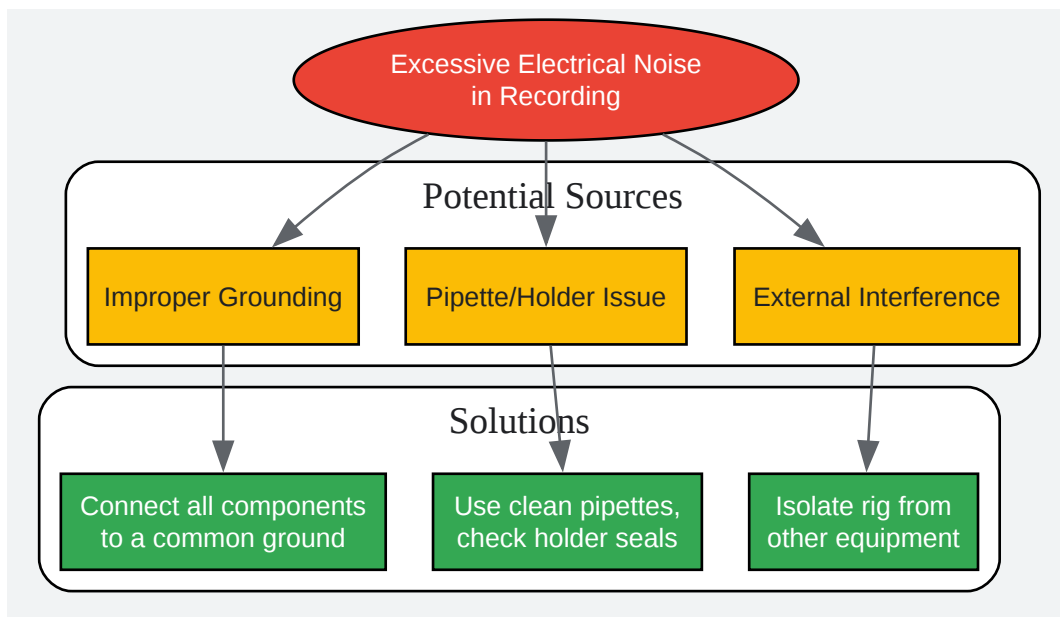 Excessive Electrical Noise
in Recording
Potential Sources
Improper Grounding
Pipette/Holder Issue
External Interference
Solutions
Connect all components
to a common ground
Use clean pipettes,
check holder seals
Isolate rig from
other equipment